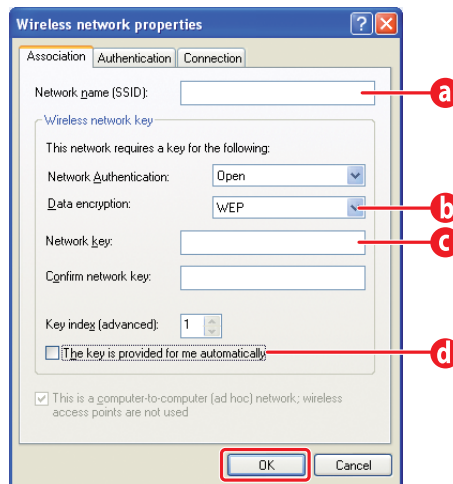 Wireless network properties
Association Authentication Connection
Network name (SSID):
a
Wireless network key
This network requires a key for the following:
Network Authentication: Open
Data encryption: WEP
b
Network key:
c
Confirm network key:
Key index (advanced): 1
The key is provided for me automatically
d
This is a computer-to-computer (ad hoc) network; wireless
access points are not used
OK Cancel